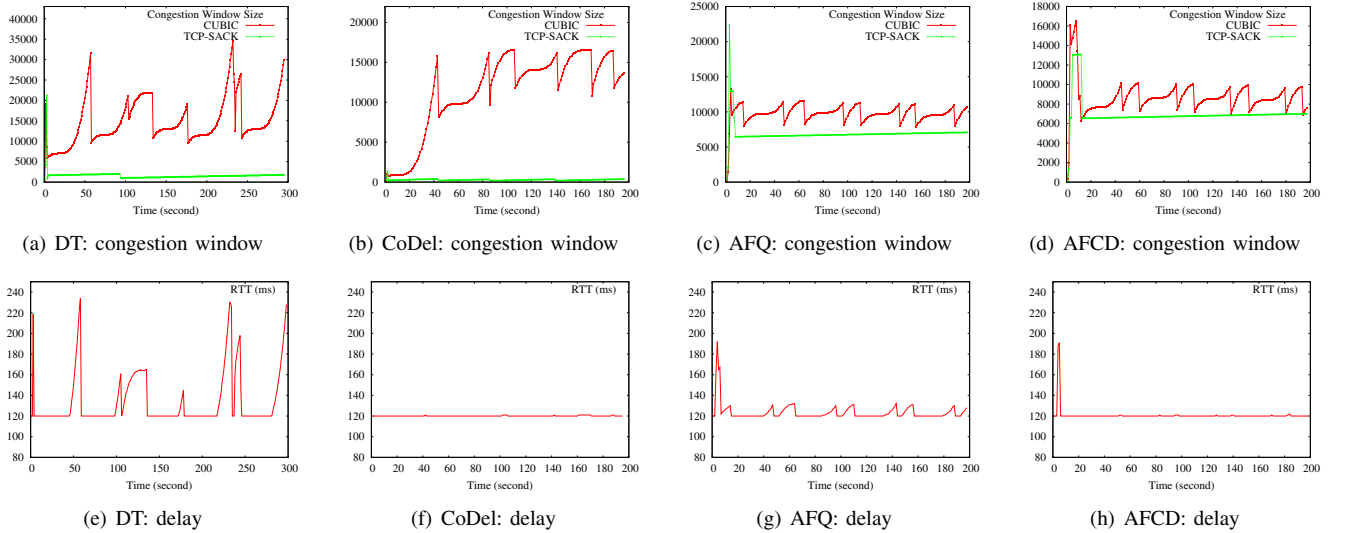 Congestion Window Size
CUBIC
TCP-SACK
40000
35000
30000
25000
20000
15000
10000
5000
0
0 50 100 150 200 250 300
Time (second)
(a) DT: congestion window
Congestion Window Size
CUBIC
TCP-SACK
20000
15000
10000
5000
0
0 20 40 60 80 100 120 140 160 180 200
Time (second)
(b) CoDel: congestion window
Congestion Window Size
CUBIC
TCP-SACK
25000
20000
15000
10000
5000
0
0 20 40 60 80 100 120 140 160 180 200
Time (second)
(c) AFQ: congestion window
Congestion Window Size
CUBIC
TCP-SACK
18000
16000
14000
12000
10000
8000
6000
4000
2000
0
0 20 40 60 80 100 120 140 160 180 200
Time (second)
(d) AFCD: congestion window
RTT (ms)
240
220
200
180
160
140
120
100
80
0 50 100 150 200 250 300
Time (second)
(e) DT: delay
RTT (ms)
240
220
200
180
160
140
120
100
80
0 20 40 60 80 100 120 140 160 180 200
Time (second)
(f) CoDel: delay
RTT (ms)
240
220
200
180
160
140
120
100
80
0 20 40 60 80 100 120 140 160 180 200
Time (second)
(g) AFQ: delay
RTT (ms)
240
220
200
180
160
140
120
100
80
0 20 40 60 80 100 120 140 160 180 200
Time (second)
(h) AFCD: delay